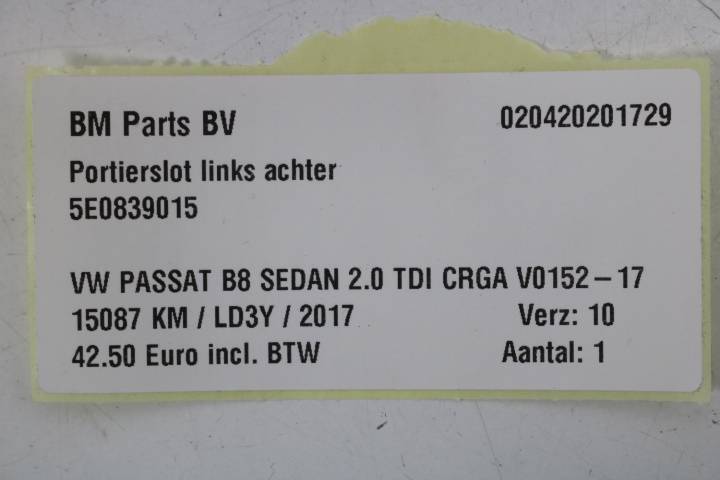 BM Parts BV 020420201729
Portierslot links achter
5E0839015
VW PASSAT B8 SEDAN 2.0 TDI CRGA V0152-17
15087 KM / LD3Y / 2017 Verz: 10
42.50 Euro incl. BTW Aantal: 1